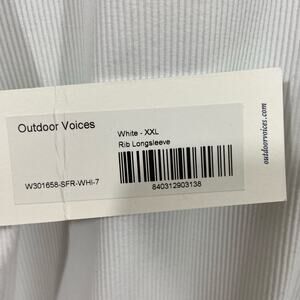 Outdoor Voices
White - XXL
Rib Longsleeve
W301658-SFR-WHI-7
840312903138
outdoorvoices.com